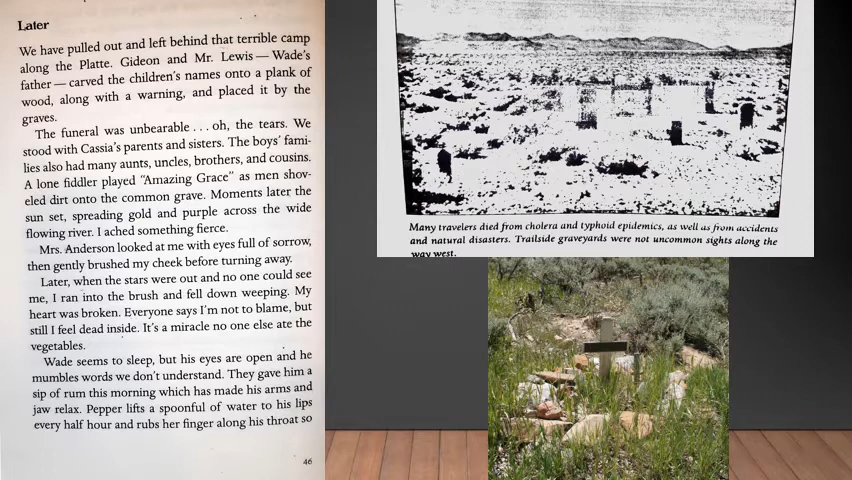 Later
We have pulled out and left behind that terrible camp
along the Platte. Gideon and Mr. Lewis — Wade's
father — carved the children's names onto a plank of
wood, along with a warning, and placed it by the
graves.
The funeral was unbearable . . . oh, the tears. We
stood with Cassia's parents and sisters. The boys' fami-
lies also had many aunts, uncles, brothers, and cousins.
A lone fiddler played "Amazing Grace" as men shov-
eled dirt onto the common grave. Moments later the
sun set, spreading gold and purple across the wide
flowing river. I ached something fierce.
Mrs. Anderson looked at me with eyes full of sorrow,
then gently brushed my cheek before turning away.
Later, when the stars were out and no one could see
me, I ran into the brush and fell down weeping. My
heart was broken. Everyone says I'm not to blame, but
still I feel dead inside. It's a miracle no one else ate the
vegetables.
Wade seems to sleep, but his eyes are open and he
mumbles words we don't understand. They gave him a
sip of rum this morning which has made his arms and
jaw relax. Pepper lifts a spoonful of water to his lips
every half hour and rubs her finger along his throat so
46
Many travelers died from cholera and typhoid epidemics, as well as from accidents
and natural disasters. Trailside graveyards were not uncommon sights along the
way west.